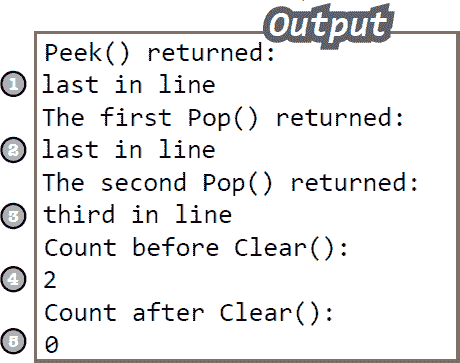 Output
Peek() returned:
1 last in line
The first Pop() returned:
2 last in line
The second Pop() returned:
3 third in line
Count before Clear():
4 2
Count after Clear():
5 0